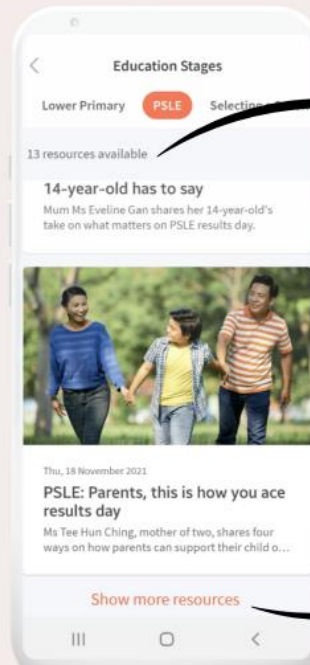 Education Stages
Lower Primary PSLE Selecting
13 resources available
14-year-old has to say
Mum Ms Eveline Gan shares her 14-year-old's
take on what matters on PSLE results day.
Thu, 18 November 2021
PSLE: Parents, this is how you ace
results day
Ms Tee Hun Ching, mother of two, shares four
ways on how parents can support their child o...
Show more resources